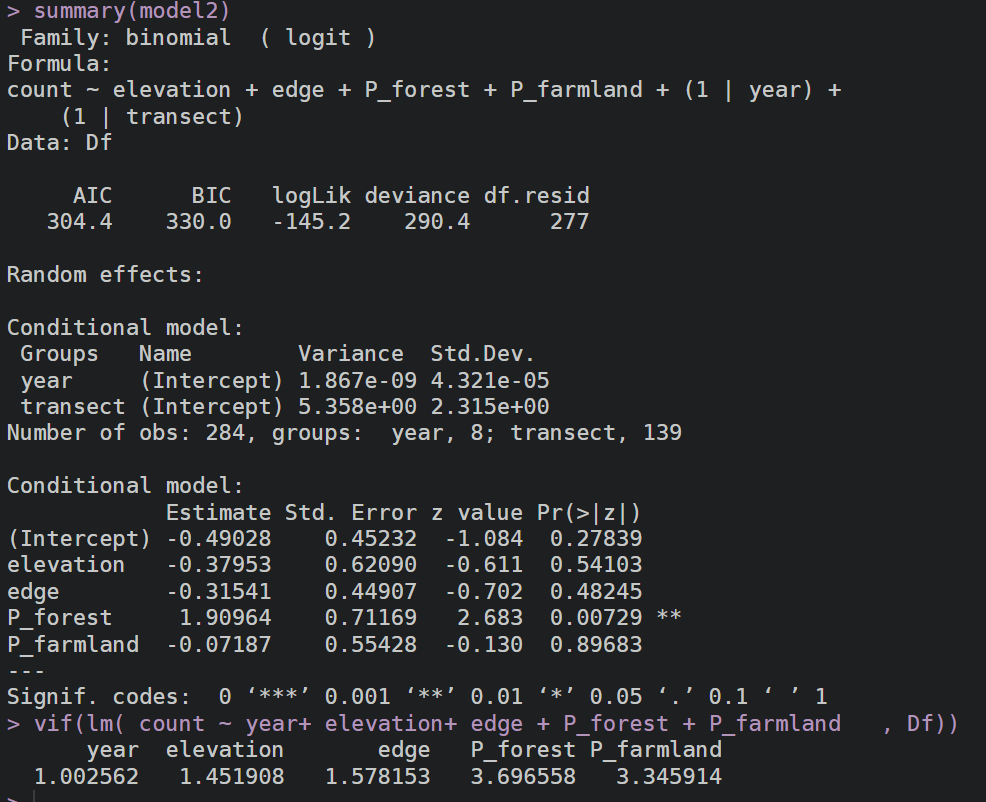 > summary(model2)
 Family: binomial  ( logit )
Formula:
count ~ elevation + edge + P_forest + P_farmland + (1 | year) +
    (1 | transect)
Data: Df

     AIC      BIC   logLik deviance df.resid
   304.4    330.0   -145.2    290.4      277

Random effects:

Conditional model:
 Groups   Name        Variance  Std.Dev.
 year     (Intercept) 1.867e-09 4.321e-05
 transect (Intercept) 5.358e+00 2.315e+00
Number of obs: 284, groups:  year, 8; transect, 139

Conditional model:
            Estimate Std. Error z value Pr(>|z|)
(Intercept) -0.49028    0.45232  -1.084  0.27839
elevation   -0.37953    0.62090  -0.611  0.54103
edge        -0.31541    0.44907  -0.702  0.48245
P_forest     1.90964    0.71169   2.683  0.00729 **
P_farmland  -0.07187    0.55428  -0.130  0.89683
---
Signif. codes:  0 ‘***’ 0.001 ‘**’ 0.01 ‘*’ 0.05 ‘.’ 0.1 ‘ ’ 1
> vif(lm( count ~ year+ elevation+ edge + P_forest + P_farmland   , Df))
      year  elevation       edge   P_forest P_farmland
  1.002562   1.451908   1.578153   3.696558   3.345914
>